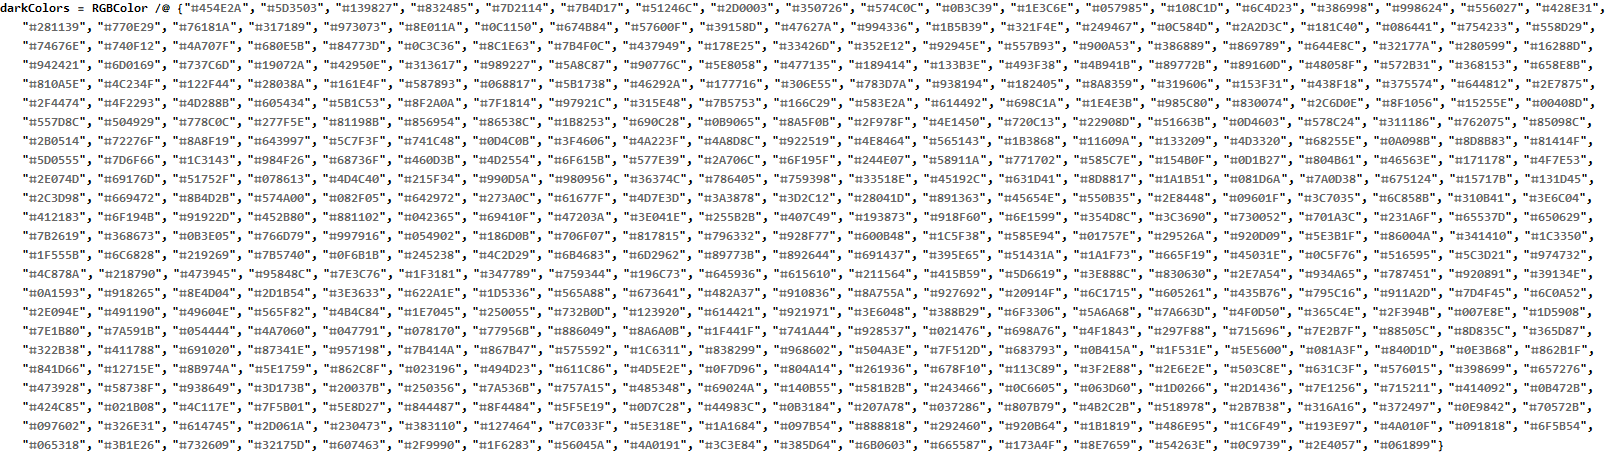 darkColors = RGBColor /@ {"#454E2A", "#5D3503", "#139827", "#832485", "#7D2114", "#7B4D17", "#51246C", "#2D0003", "#350726", "#574C0C", "#0B3C39", "#1E3C6E", "#057985", "#108C1D", "#6C4D23", "#386998", "#998624", "#556027", "#428E31",
"#281139", "#770E29", "#76181A", "#317189", "#973073", "#8E011A", "#0C1150", "#674B84", "#57600F", "#39158D", "#47627A", "#994336", "#1B5B39", "#321F4E", "#249467", "#0C584D", "#2A2D3C", "#181C40", "#086441", "#754233", "#558D29",
"#74676E", "#740F12", "#4A707F", "#680E5B", "#84773D", "#0C3C36", "#8C1E63", "#7B4F0C", "#437949", "#178E25", "#33426D", "#352E12", "#92945E", "#557B93", "#900A53", "#386889", "#869789", "#644E8C", "#32177A", "#280599", "#16288D",
"#942421", "#6D0169", "#737C6D", "#19072A", "#42950E", "#313617", "#989227", "#5A8C87", "#90776C", "#5E8058", "#477135", "#189414", "#133B3E", "#493F38", "#4B941B", "#89772B", "#89160D", "#48058F", "#572B31", "#368153", "#658E8B",
"#810A5E", "#4C234F", "#122F44", "#28038A", "#161E4F", "#587893", "#068817", "#5B1738", "#46292A", "#177716", "#306E55", "#783D7A", "#938194", "#182405", "#8A8359", "#319606", "#153F31", "#438F18", "#375574", "#644812", "#2E7875",
"#2F4474", "#4F2293", "#4D288B", "#605434", "#5B1C53", "#8F2A0A", "#7F1814", "#97921C", "#315E48", "#7B5753", "#166C29", "#583E2A", "#614492", "#698C1A", "#1E4E3B", "#985C80", "#830074", "#2C6D0E", "#8F1056", "#15255E", "#00408D",
"#557D8C", "#504929", "#778C0C", "#277F5E", "#81198B", "#856954", "#86538C", "#1B8253", "#690C28", "#0B9065", "#8A5F0B", "#2F978F", "#4E1450", "#720C13", "#22908D", "#51663B", "#0D4603", "#578C24", "#311186", "#762075", "#85098C",
"#2B0514", "#72276F", "#8A8F19", "#643997", "#5C7F3F", "#741C48", "#0D4C0B", "#3F4606", "#4A223F", "#4A8D8C", "#922519", "#4E8464", "#565143", "#1B3868", "#11609A", "#133209", "#4D3320", "#68255E", "#0A098B", "#8D8B83", "#81414F",
"#5D0555", "#7D6F66", "#1C3143", "#984F26", "#68736F", "#460D3B", "#4D2554", "#6F615B", "#577E39", "#2A706C", "#6F195F", "#244E07", "#58911A", "#771702", "#585C7E", "#154B0F", "#0D1B27", "#804B61", "#46563E", "#171178", "#4F7E53",
"#2E074D", "#69176D", "#51752F", "#078613", "#4D4C40", "#215F34", "#990D5A", "#980956", "#36374C", "#786405", "#759398", "#33518E", "#45192C", "#631D41", "#8D8817", "#1A1B51", "#081D6A", "#7A0D38", "#675124", "#15717B", "#131D45",
"#2C3D98", "#669472", "#8B4D2B", "#574A00", "#082F05", "#642972", "#273A0C", "#61677F", "#4D7E3D", "#3A3878", "#3D2C12", "#28041D", "#891363", "#45654E", "#550B35", "#2E8448", "#09601F", "#3C7035", "#6C858B", "#310B41", "#3E6C04",
"#412183", "#6F194B", "#91922D", "#452B80", "#881102", "#042365", "#69410F", "#47203A", "#3E041E", "#255B2B", "#407C49", "#193873", "#918F60", "#6E1599", "#354D8C", "#3C3690", "#730052", "#701A3C", "#231A6F", "#65537D", "#650629",
"#7B2619", "#368673", "#0B3E05", "#766D79", "#997916", "#054902", "#186D0B", "#706F07", "#817815", "#796332", "#928F77", "#600B48", "#1C5F38", "#585E94", "#01757E", "#29526A", "#920D09", "#5E3B1F", "#86004A", "#341410", "#1C3350",
"#1F555B", "#6C6828", "#219269", "#7B5740", "#0F6B1B", "#245238", "#4C2D29", "#6B4683", "#6D2962", "#89773B", "#892644", "#691437", "#395E65", "#51431A", "#1A1F73", "#665F19", "#45031E", "#0C5F76", "#516595", "#5C3D21", "#974732",
"#4C878A", "#218790", "#473945", "#95848C", "#7E3C76", "#1F3181", "#347789", "#759344", "#196C73", "#645936", "#615610", "#211564", "#415B59", "#5D6619", "#3E888C", "#830630", "#2E7A54", "#934A65", "#787451", "#920891", "#39134E",
"#0A1593", "#918265", "#8E4D04", "#2D1B54", "#3E3633", "#622A1E", "#1D5336", "#565A88", "#673641", "#482A37", "#910836", "#8A755A", "#927692", "#20914F", "#6C1715", "#605261", "#435B76", "#795C16", "#911A2D", "#7D4F45", "#6C0A52",
"#2E094E", "#491190", "#49604E", "#565F82", "#4B4C84", "#1E7045", "#250055", "#732B0D", "#123920", "#614421", "#921971", "#3E6048", "#388B29", "#6F3306", "#5A6A68", "#7A663D", "#4F0D50", "#365C4E", "#2F394B", "#007E8E", "#1D5908",
"#7E1B80", "#7A591B", "#054444", "#4A7060", "#047791", "#078170", "#77956B", "#886049", "#8A6A0B", "#1F441F", "#741A44", "#928537", "#021476", "#698A76", "#4F1843", "#297F88", "#715696", "#7E2B7F", "#88505C", "#8D835C", "#365D87",
"#322B38", "#411788", "#691020", "#87341E", "#957198", "#7B414A", "#867B47", "#575592", "#1C6311", "#838299", "#968602", "#504A3E", "#7F512D", "#683793", "#0B415A", "#1F531E", "#5E5600", "#081A3F", "#840D1D", "#0E3B68", "#862B1F",
"#841D66", "#12715E", "#8B974A", "#5E1759", "#862C8F", "#023196", "#494D23", "#611C86", "#4D5E2E", "#0F7D96", "#804A14", "#261936", "#678F10", "#113C89", "#3F2E88", "#2E6E2E", "#503C8E", "#631C3F", "#576015", "#398699", "#657276",
"#473928", "#58738F", "#938649", "#3D173B", "#20037B", "#250356", "#7A536B", "#757A15", "#485348", "#69024A", "#140B55", "#581B2B", "#243466", "#0C6605", "#063D60", "#1D0266", "#2D1436", "#7E1256", "#715211", "#414092", "#0B472B",
"#424C85", "#021B08", "#4C117E", "#7F5B01", "#5E8D27", "#844487", "#8F4484", "#5F5E19", "#0D7C28", "#44983C", "#0B3184", "#207A78", "#037286", "#807B79", "#4B2C2B", "#518978", "#2B7B38", "#316A16", "#372497", "#0E9842", "#70572B",
"#097602", "#326E31", "#614745", "#2D061A", "#230473", "#383110", "#127464", "#7C033F", "#5E318E", "#1A1684", "#097B54", "#888818", "#292460", "#920B64", "#1B1819", "#486E95", "#1C6F49", "#193E97", "#4A010F", "#091818", "#6F5B54",
"#065318", "#3B1E26", "#732609", "#32175D", "#607463", "#2F9990", "#1F6283", "#56045A", "#4A0191", "#3C3E84", "#385D64", "#6B0603", "#665587", "#173A4F", "#8E7659", "#54263E", "#0C9739", "#2E4057", "#061899"}